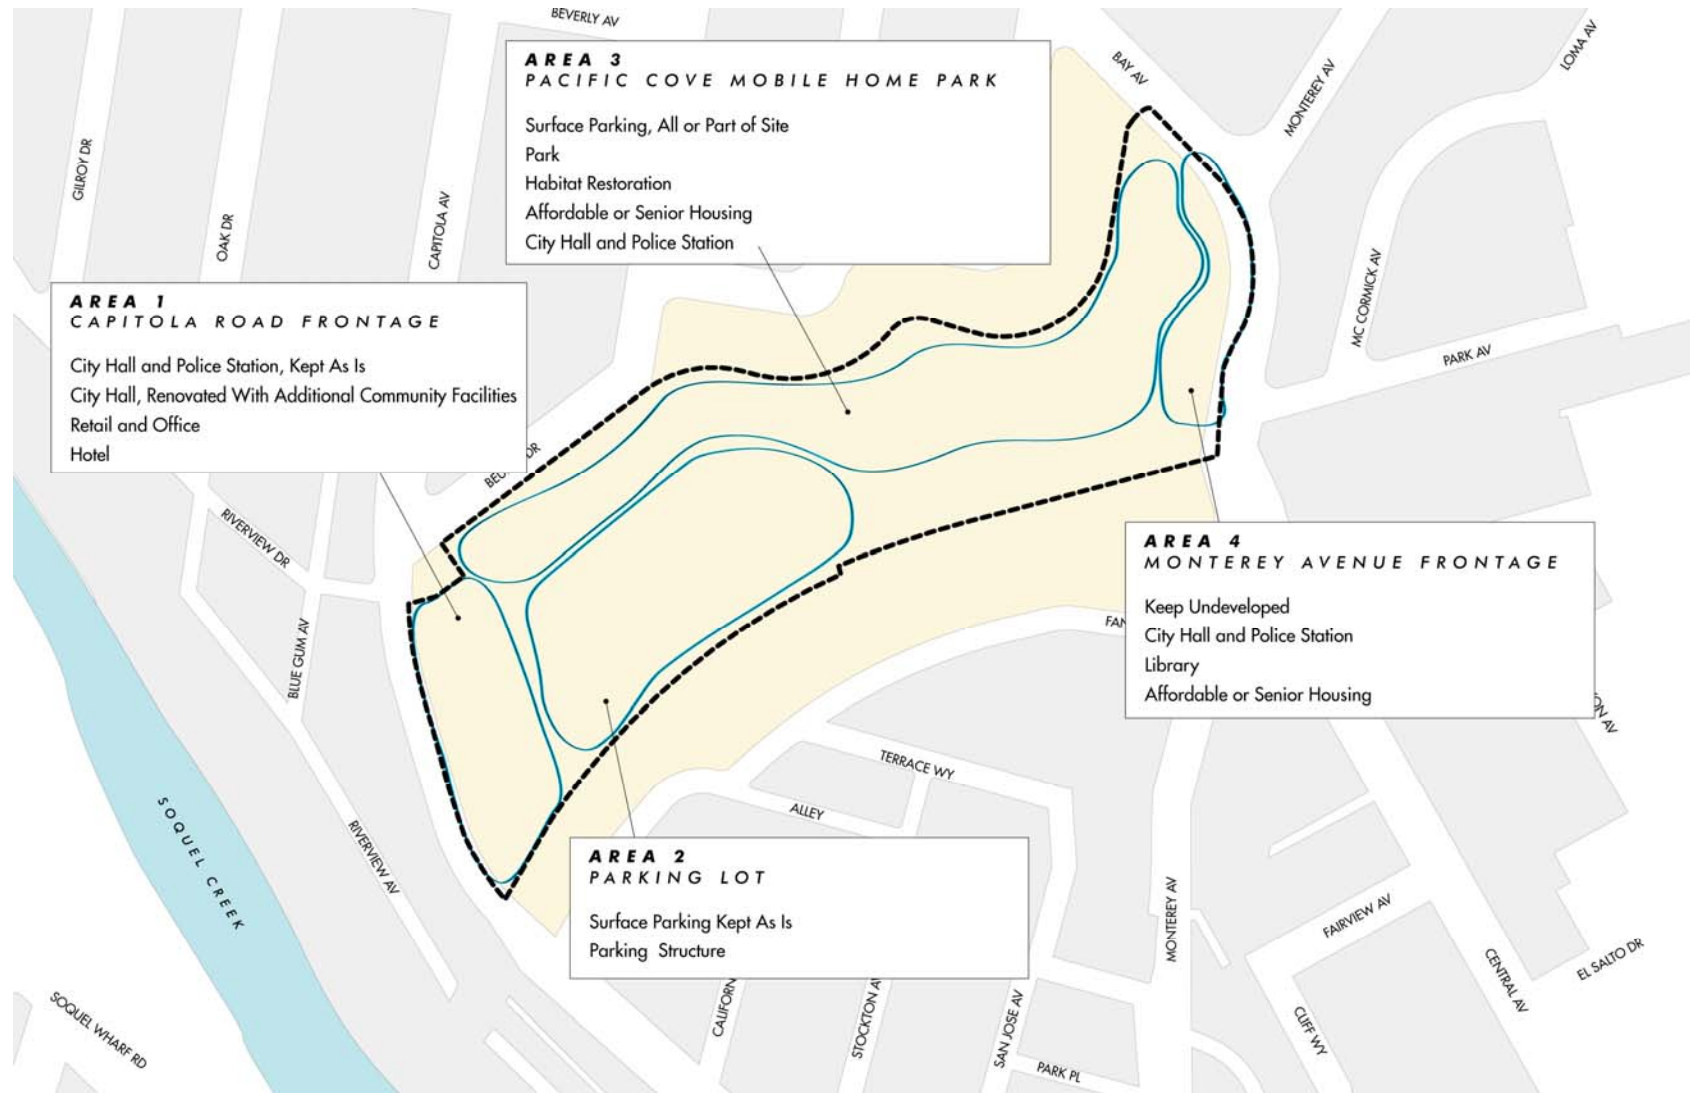 BEVERLY AV
BAY AV
MONTEREY AV
LOMA AV
GILROY DR
OAK DR
CAPITOLA AV
AREA 3
PACIFIC COVE MOBILE HOME PARK
Surface Parking, All or Part of Site
Park
Habitat Restoration
Affordable or Senior Housing
City Hall and Police Station
MC CORMICK AV
PARK AV
AREA 1
CAPITOLA ROAD FRONTAGE
City Hall and Police Station, Kept As Is
City Hall, Renovated With Additional Community Facilities
Retail and Office
Hotel
DR
RIVERVIEW DR
BLUE GUM AV
AREA 4
MONTEREY AVENUE FRONTAGE
Keep Undeveloped
City Hall and Police Station
Library
Affordable or Senior Housing
AV
TERRACE WY
ALLEY
SOQUEL CREEK
RIVERVIEW AV
AREA 2
PARKING LOT
Surface Parking Kept As Is
Parking Structure
MONTEREY AV
FAIRVIEW AV
CENTRAL AV
EL SALTO DR
CLIFF WY
STOCKTON AV
SAN JOSE AV
PARK PL
SOQUEL WHARF RD